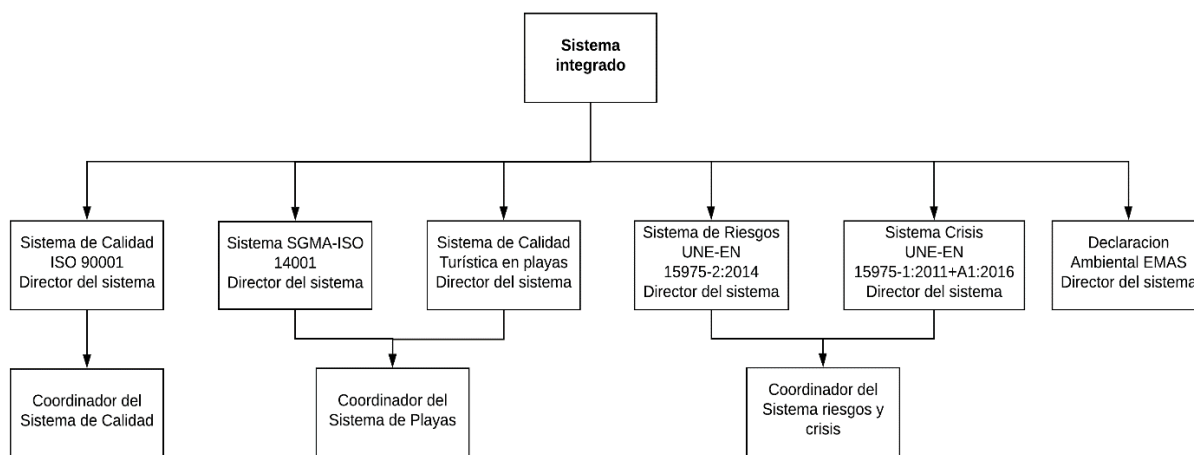 Sistema
integrado
Sistema de Calidad
ISO 90001
Director del sistema
Sistema SGMA-ISO
14001
Director del sistema
Sistema de Calidad
Turística en playas
Director del sistema
Sistema de Riesgos
UNE-EN
15975-2:2014
Director del sistema
Sistema Crisis
UNE-EN
15975-1:2011+A1:2016
Director del sistema
Declaracion
Ambiental EMAS
Director del sistema
Coordinador del
Sistema de Calidad
Coordinador del
Sistema de Playas
Coordinador del
Sistema riesgos y
crisis